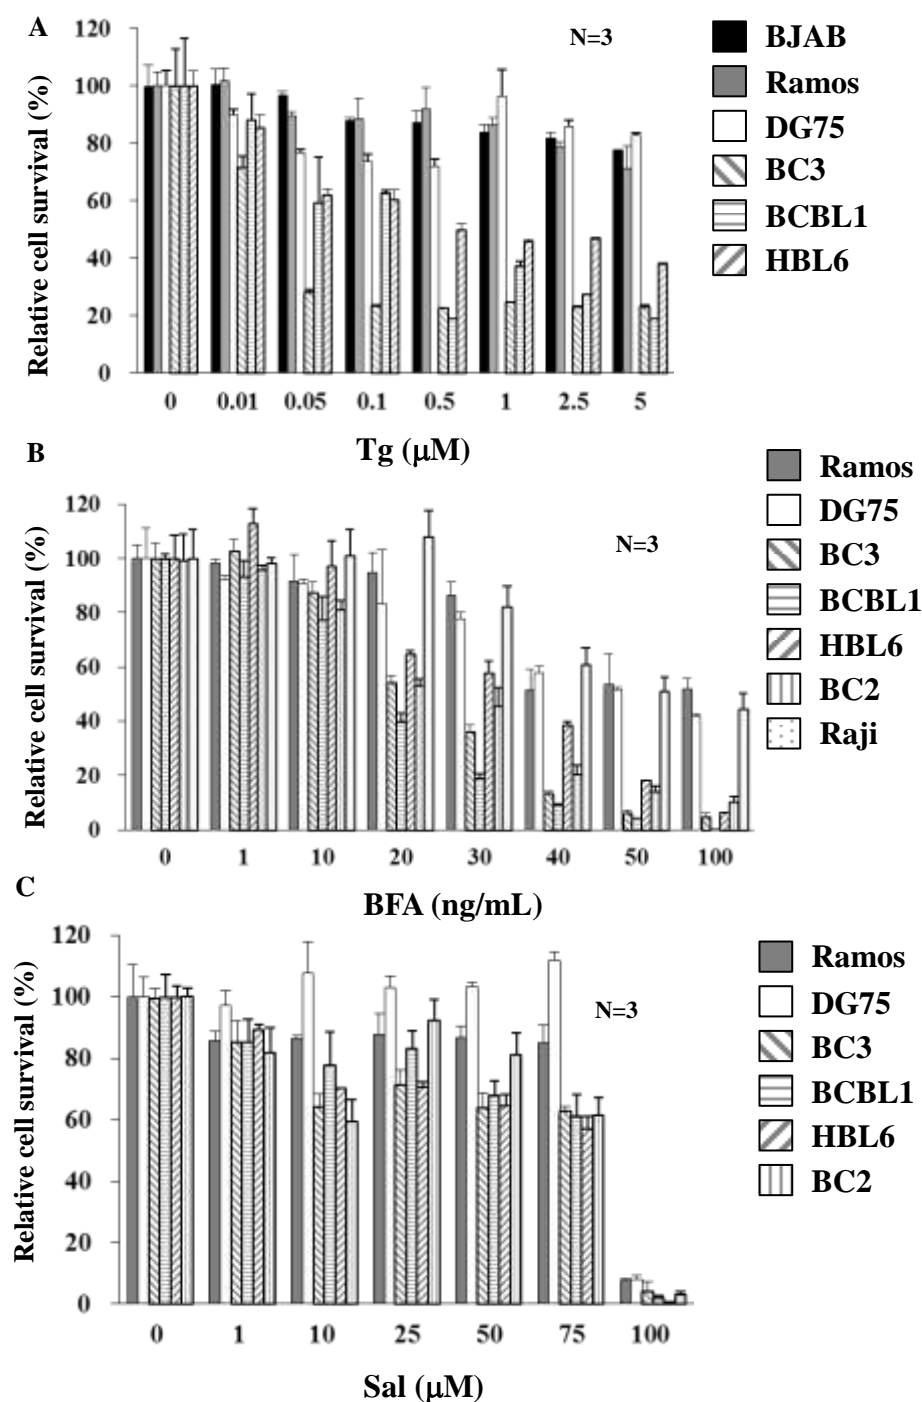 A
120
100
80
60
40
20
0
Relative cell survival (%)
N=3
0 0.01 0.05 0.1 0.5 1 2.5 5
Tg (μM)
BJAB
Ramos
DG75
BC3
BCBL1
HBL6
B
120
100
80
60
40
20
0
Relative cell survival (%)
N=3
0 1 10 20 30 40 50 100
BFA (ng/mL)
Ramos
DG75
BC3
BCBL1
HBL6
BC2
Raji
C
120
100
80
60
40
20
0
Relative cell survival (%)
N=3
0 1 10 25 50 75 100
Sal (μM)
Ramos
DG75
BC3
BCBL1
HBL6
BC2